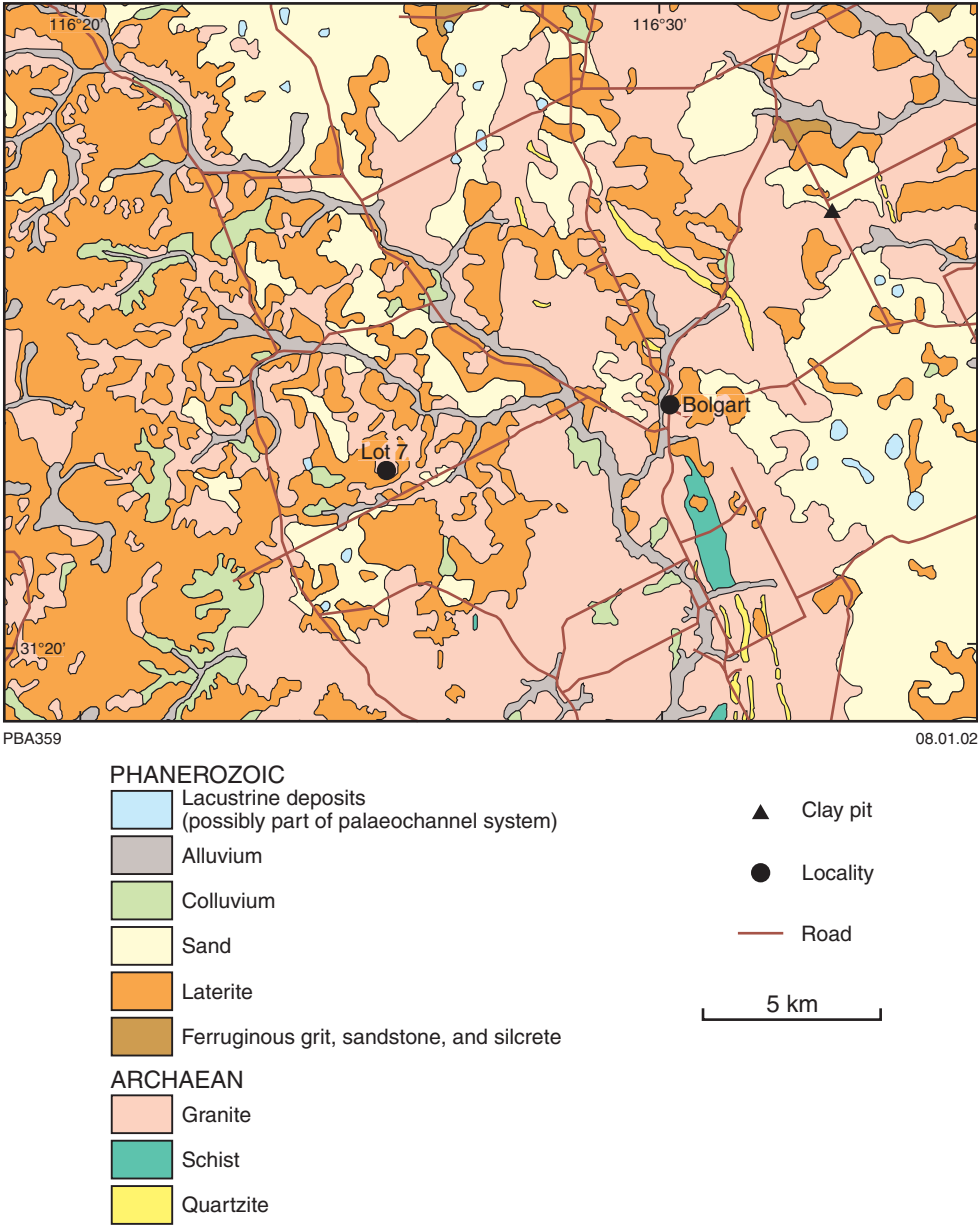 116°20'
116°30'
Bolgart
Lot 7
31°20'
PBA359
08.01.02
PHANEROZOIC
Lacustrine deposits
(possibly part of palaeochannel system)
Alluvium
Colluvium
Sand
Laterite
Ferruginous grit, sandstone, and silcrete
ARCHAEAN
Granite
Schist
Quartzite
Clay pit
Locality
Road
5 km